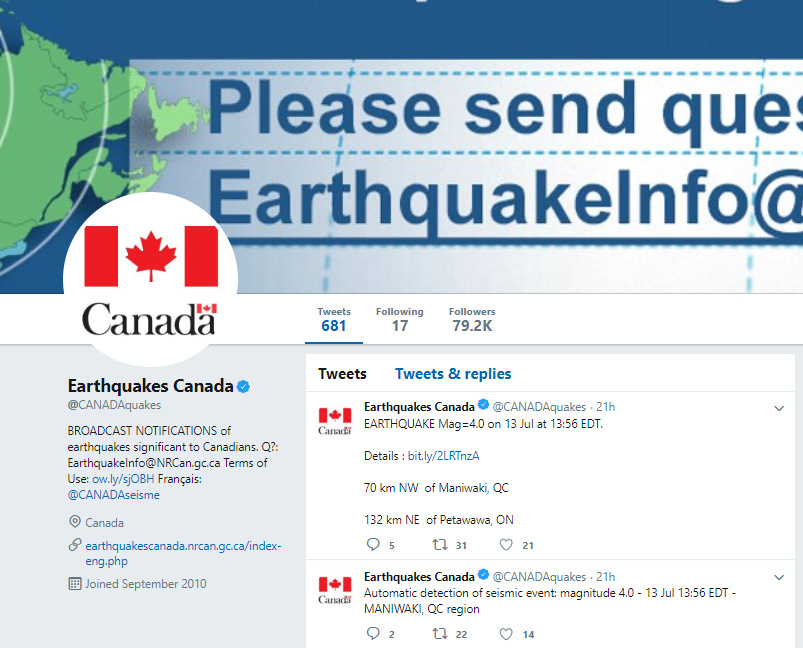 Please send
EarthquakeInfo@
Canada
Tweets
681
Following
17
Followers
79.2K
Earthquakes Canada
@CANADAquakes
BROADCAST NOTIFICATIONS of
earthquakes significant to Canadians. Q?:
EarthquakeInfo@NRCan.gc.ca Terms of
Use: ow.ly/sjOBH Français:
@CANADAseisme
Canada
earthquakescanada.nrcan.gc.ca/index-
eng.php
Joined September 2010
Tweets Tweets & replies
Canada
Earthquakes Canada @CANADAquakes · 21h
EARTHQUAKE Mag=4.0 on 13 Jul at 13:56 EDT.
Details : bit.ly/2LRTnzA
70 km NW of Maniwaki, QC
132 km NE of Petawawa, ON
5 31 21
Canada
Earthquakes Canada @CANADAquakes · 21h
Automatic detection of seismic event: magnitude 4.0 - 13 Jul 13:56 EDT -
MANIWAKI, QC region
2 22 14